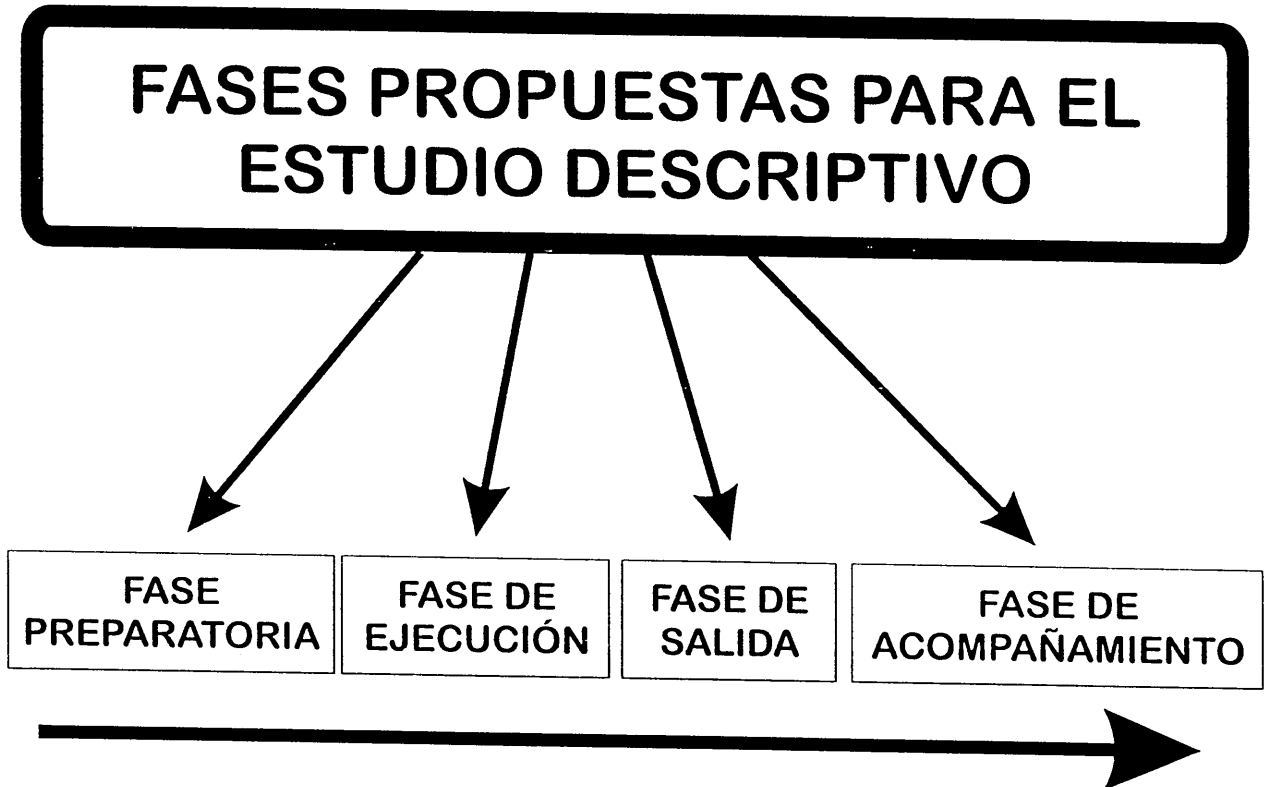 FASES PROPUESTAS PARA EL
ESTUDIO DESCRIPTIVO
FASE
PREPARATORIA
FASE DE
EJECUCIÓN
FASE DE
SALIDA
FASE DE
ACOMPAÑAMIENTO